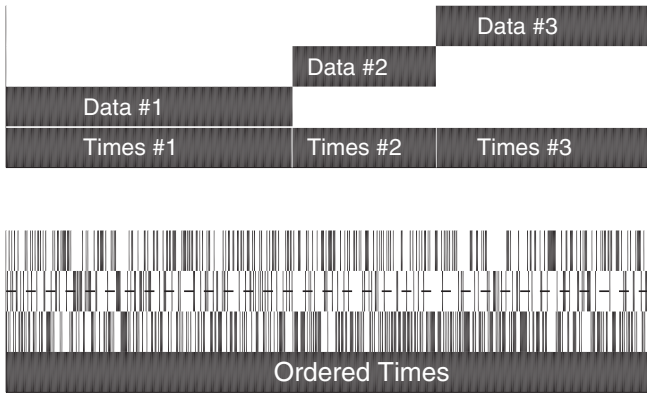 Data #3
Data #2
Data #1
Times #1 Times #2 Times #3
Ordered Times